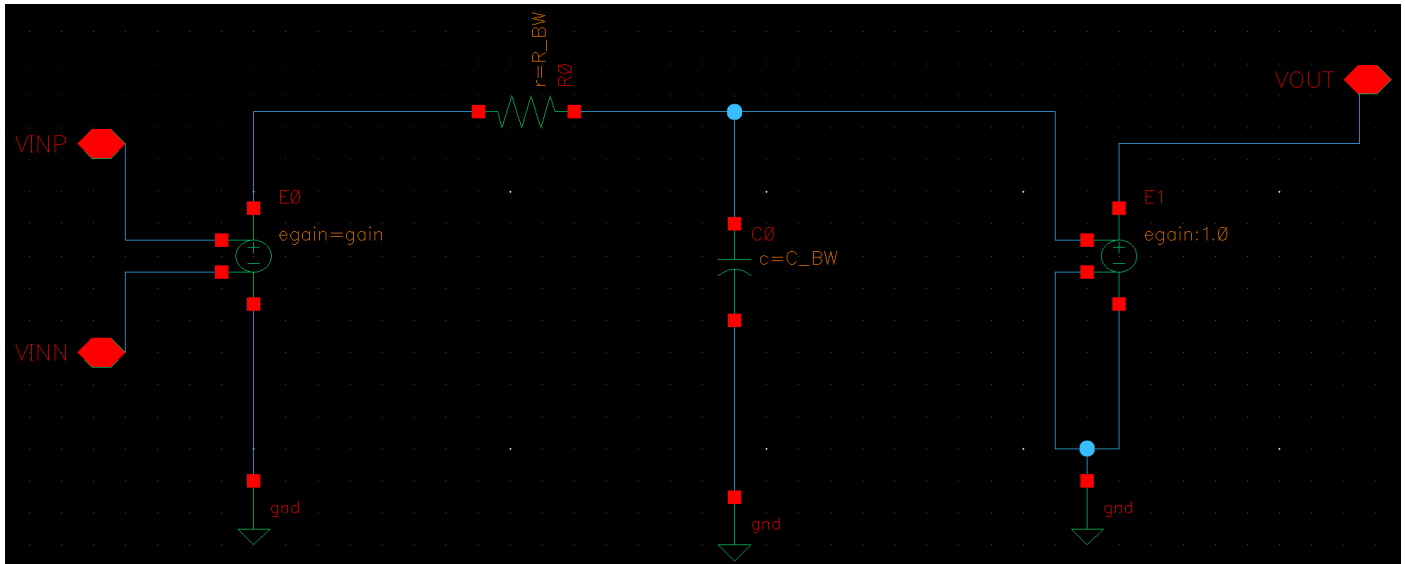 r=R_BW
R0
VOUT
VINP
E0
egain=gain
E1
egain:1.0
C0
c=C_BW
VINN
gnd
gnd
gnd